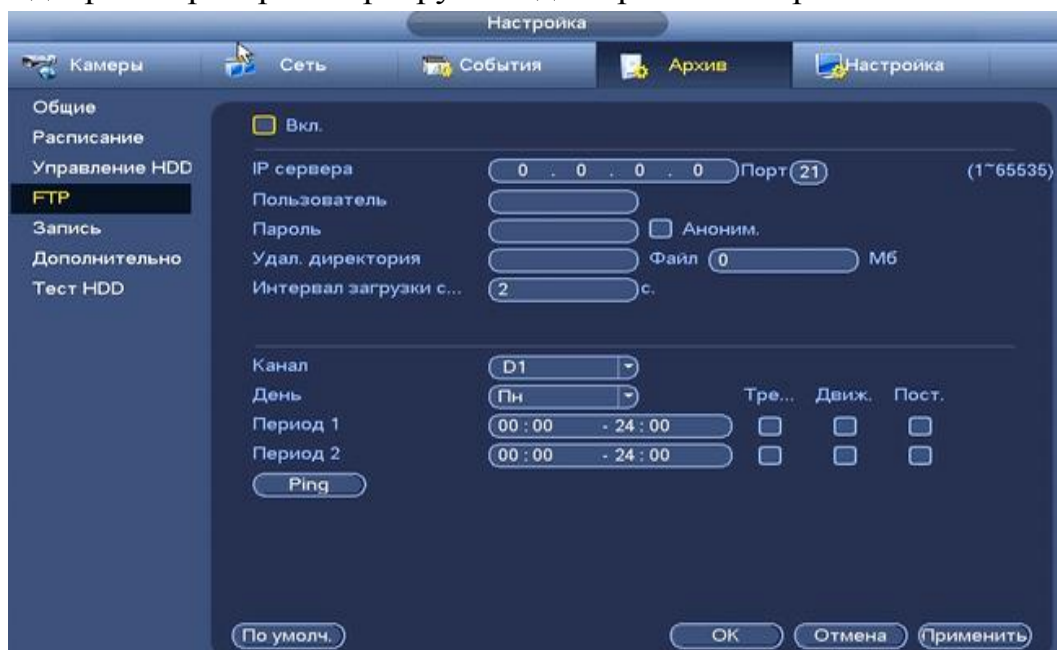 Настройка
Камеры Сеть События Архив Настройка
Общие
Расписание
Управление HDD
FTP
Запись
Дополнительно
Тест HDD
Вкл.
IP сервера 0 . 0 . 0 . 0 Порт 21 (1~65535)
Пользователь
Пароль Аноним.
Удал. директория Файл 0 Мб
Интервал загрузки с... 2 с.
Канал D1
День Пн Тре... Движ. Пост.
Период 1 00 : 00 - 24 : 00
Период 2 00 : 00 - 24 : 00
Ping
По умолч. OK Отмена Применить